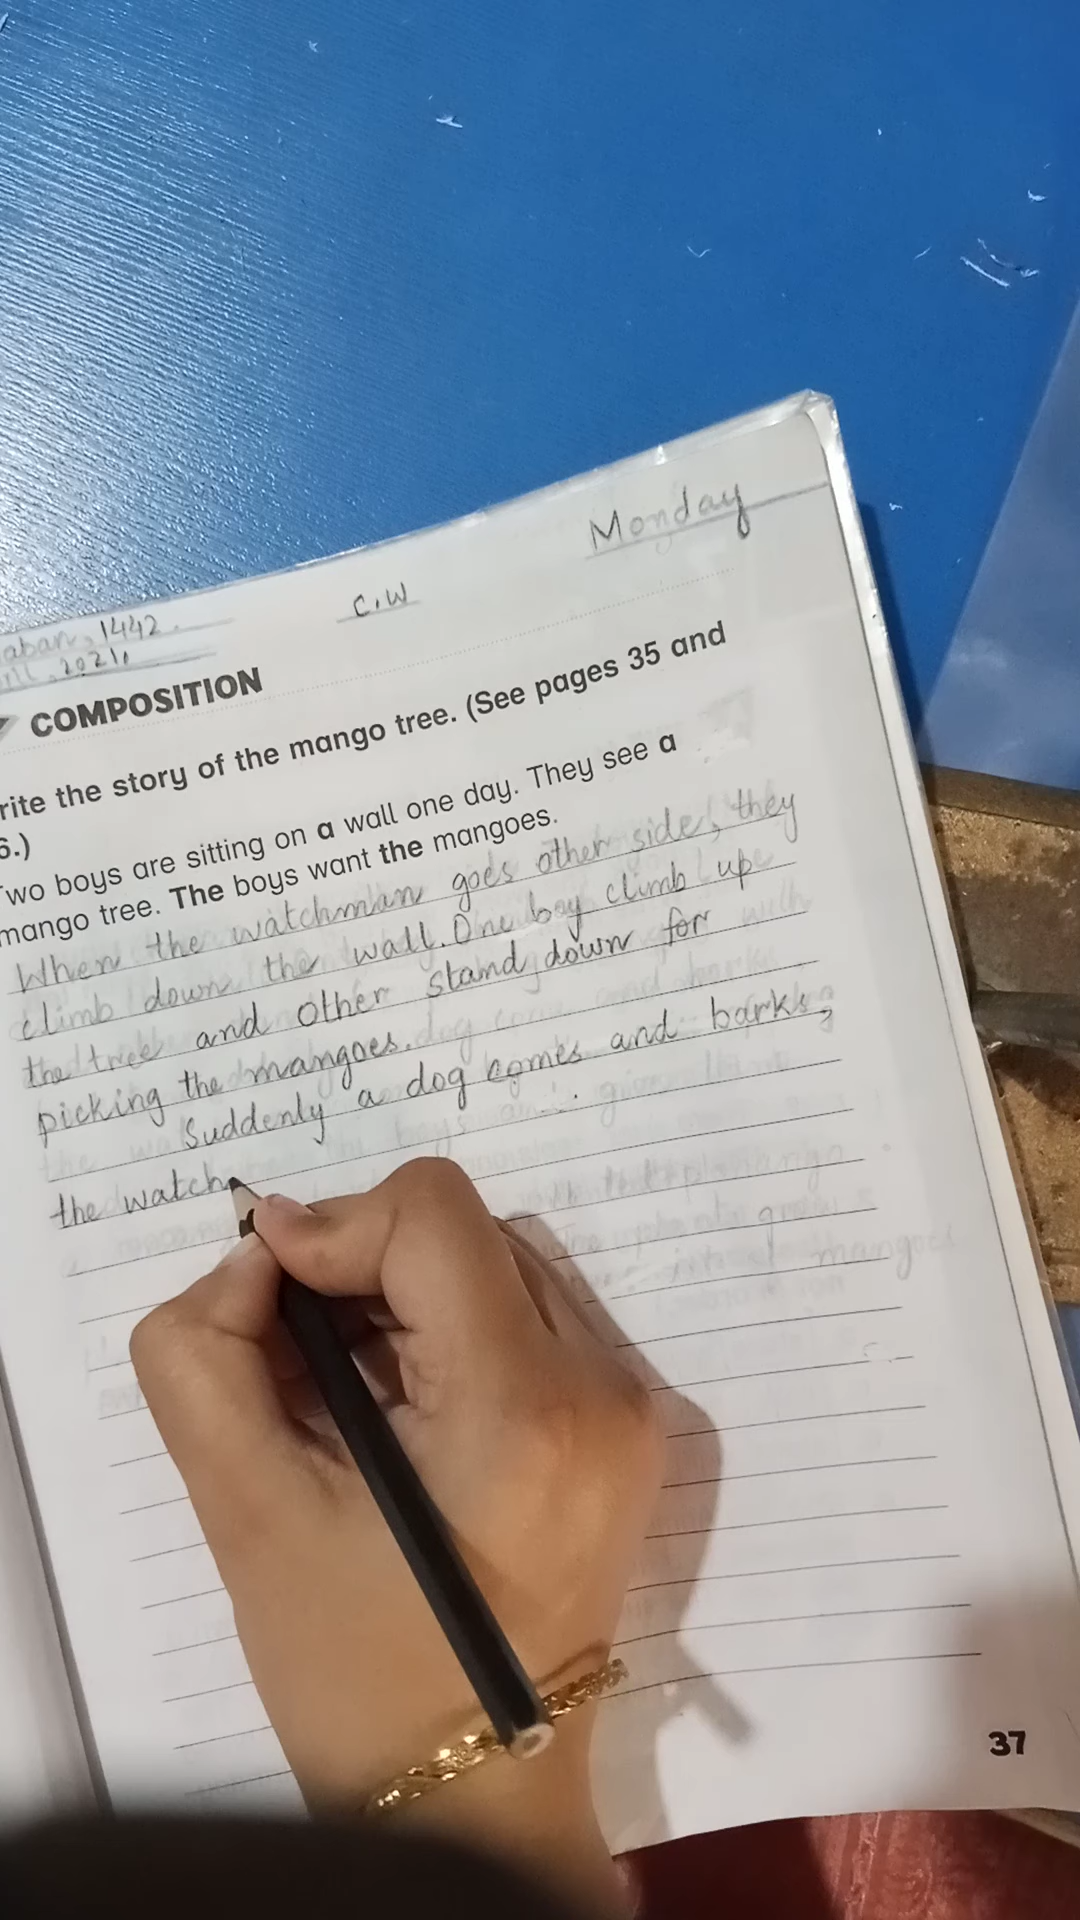 Monday
C.W
aban, 1442.
ril, 2021.
COMPOSITION
rite the story of the mango tree. (See pages 35 and
6.)
Two boys are sitting on a wall one day. They see a
mango tree. The boys want the mangoes.
When the watchman goes other side, they
climb down the wall. One boy climb up
the tree and other stand down for
picking the mangoes.
Suddenly a dog comes and barks,
the watch
37